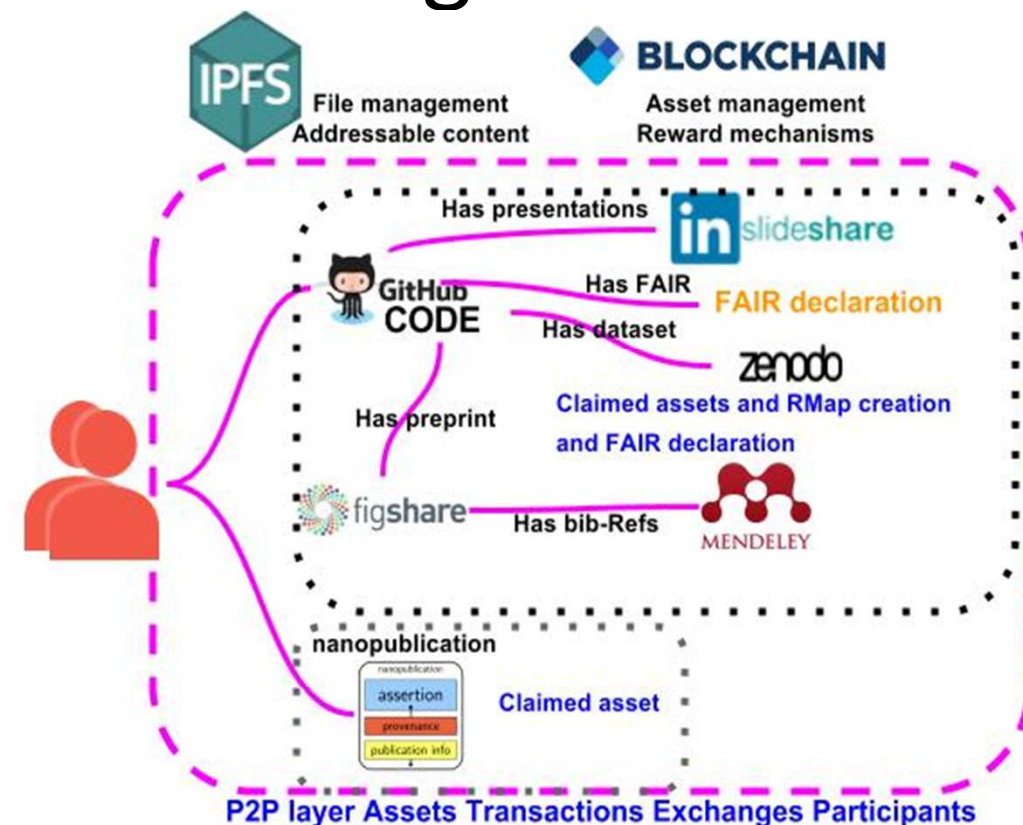 g
IPFS
BLOCKCHAIN
File management
Addressable content
Asset management
Reward mechanisms
Has presentations
in slideshare
GitHub
CODE
Has FAIR
FAIR declaration
Has dataset
zenodo
Claimed assets and RMap creation
and FAIR declaration
Has preprint
figshare
Has bib-Refs
MENDELEY
nanopublication
nanopublication
assertion
provenance
publication info
Claimed asset
P2P layer Assets Transactions Exchanges Participants